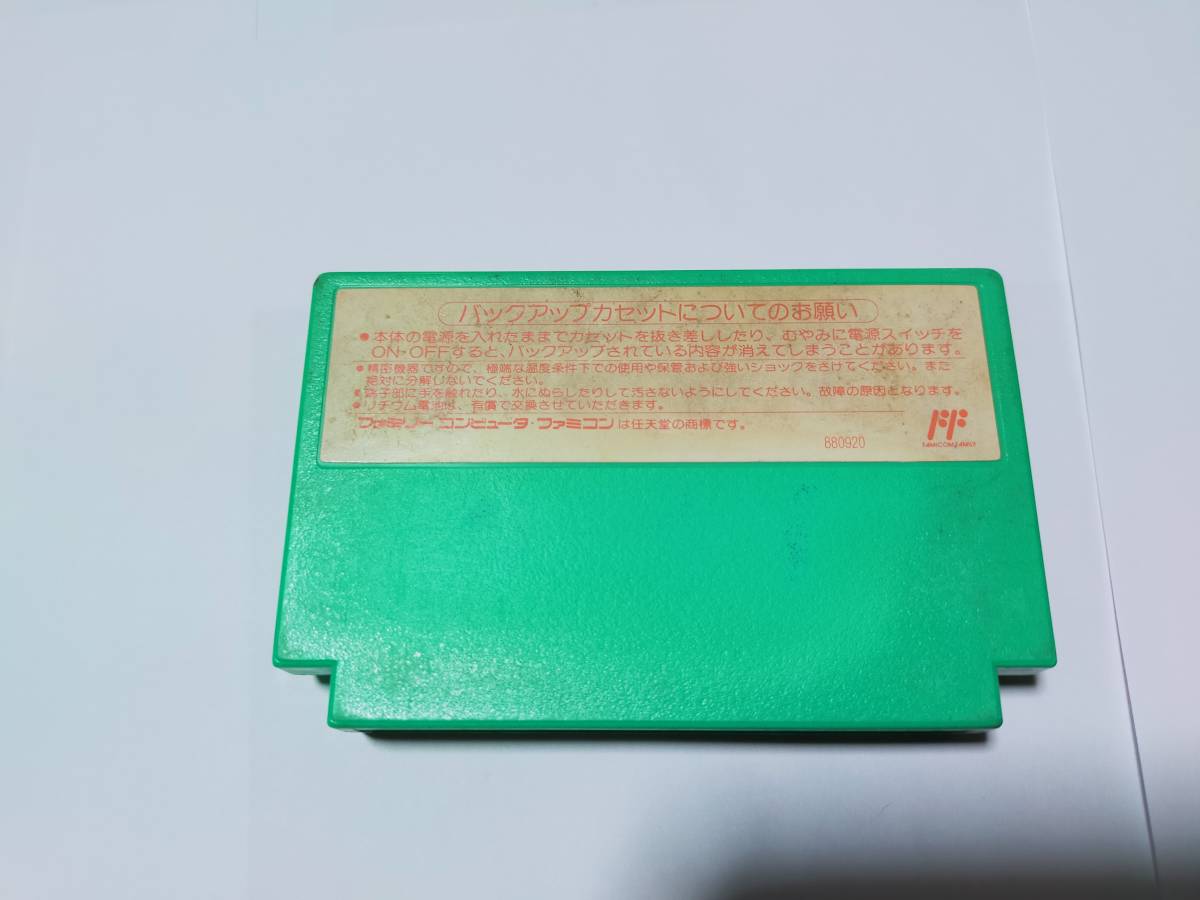 バックアップカセットについてのお願い
●本体の電源を入れたままでカセットを抜き差ししたり、むやみに電源スイッチを
ON・OFFすると、バックアップされている内容が消えてしまうことがあります。
●精密機器ですので、極端な温度条件下での使用や保管および強いショックをさけてください。また
絶対に分解しないでください。
●端子部に手を触れたり、水にぬらしたりして汚さないようにしてください。故障の原因となります。
●リチウム電池は、有償で交換させていただきます。
ファミリーコンピュータ・ファミコンは任天堂の商標です。
FAMICOM FAMILY
880920